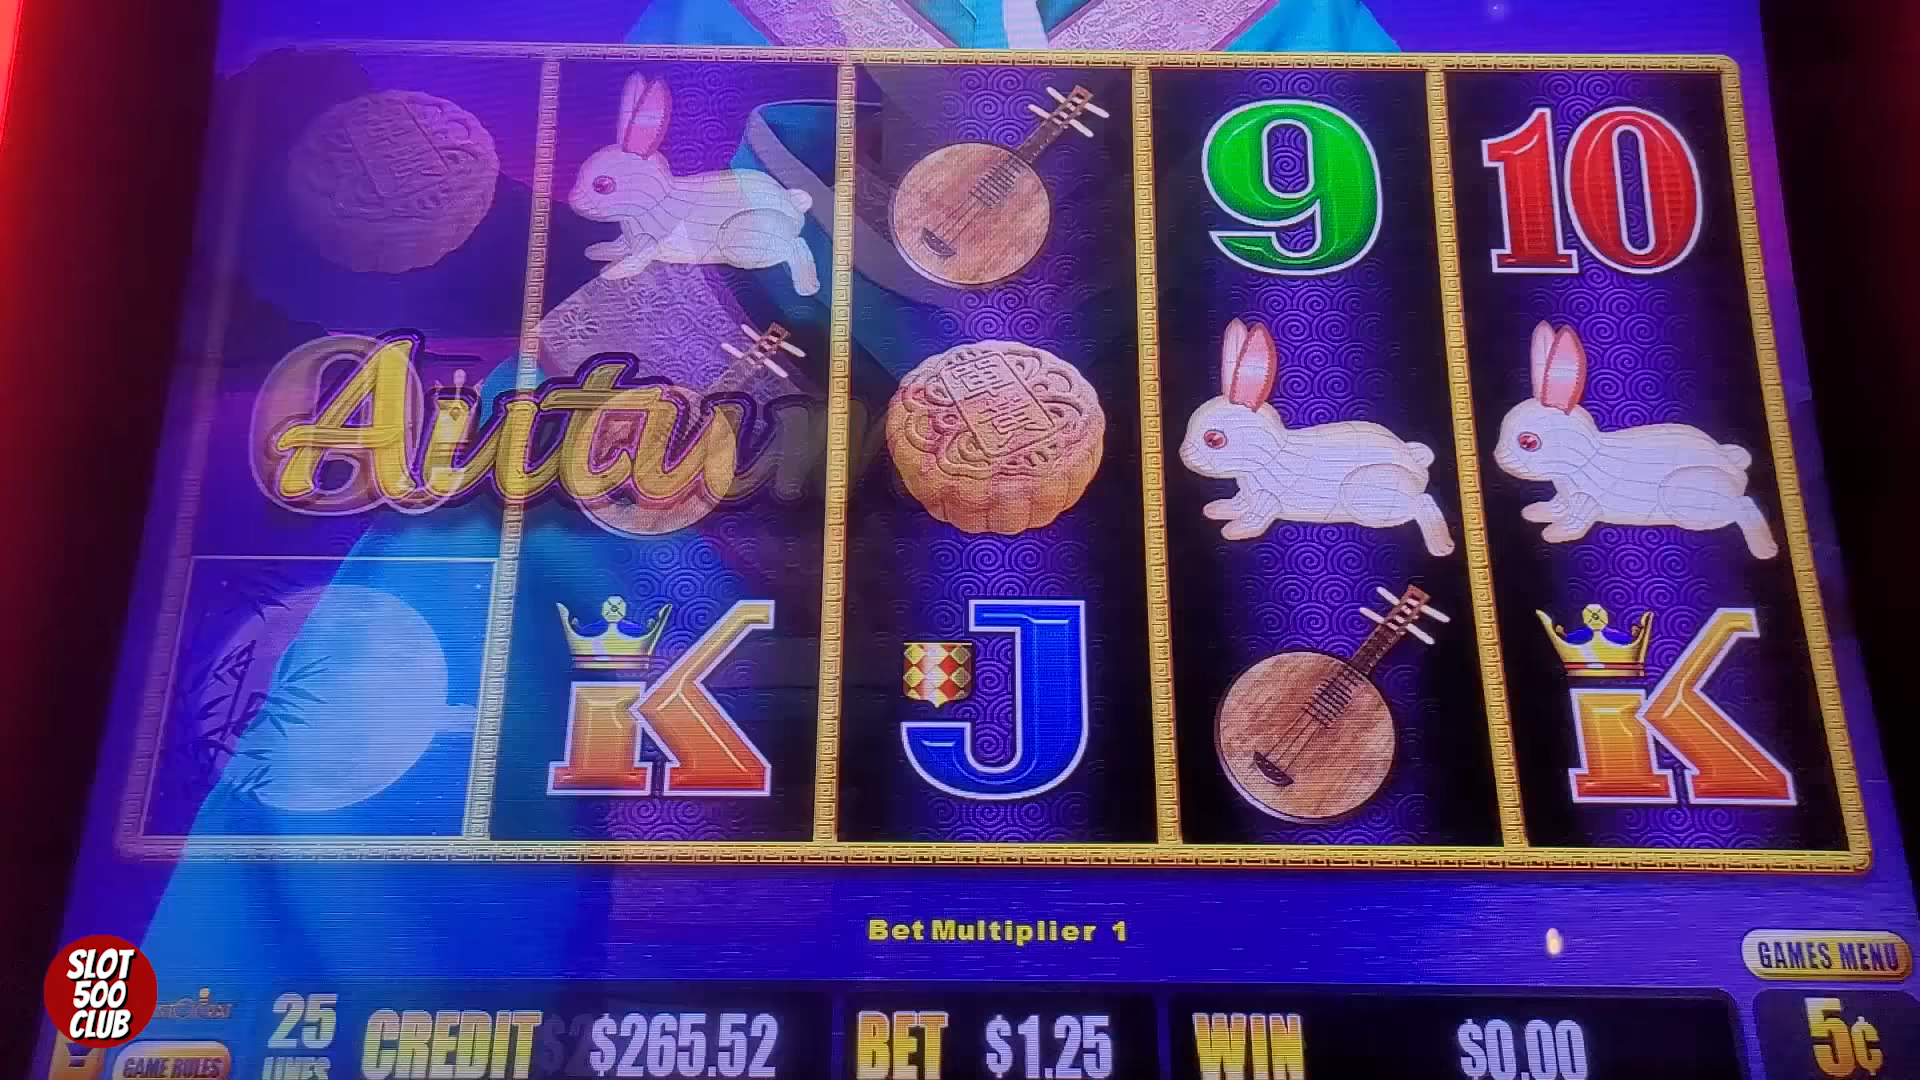 9
10
Autum
K
J
K
Bet Multiplier 1
GAMES MENU
SLOT
500
CLUB
25
LINES
GAME RULES
CREDIT $265.52
BET $1.25
WIN $0.00
5¢